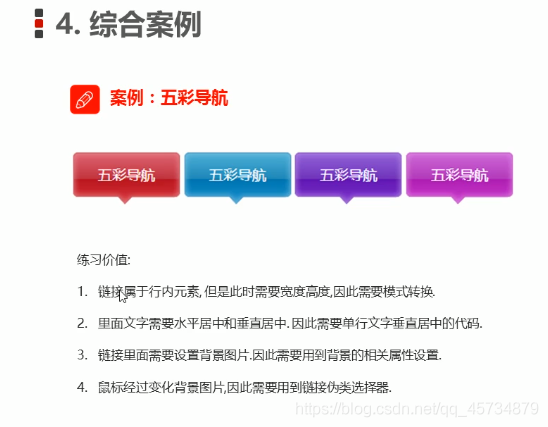 4. 综合案例
案例：五彩导航
五彩导航 五彩导航 五彩导航 五彩导航
练习价值:
1. 链接属于行内元素, 但是此时需要宽度高度,因此需要模式转换.
2. 里面文字需要水平居中和垂直居中. 因此需要单行文字垂直居中的代码.
3. 链接里面需要设置背景图片.因此需要用到背景的相关属性设置.
4. 鼠标经过变化背景图片,因此需要用到链接伪类选择器.
https://blog.csdn.net/qq_45734879